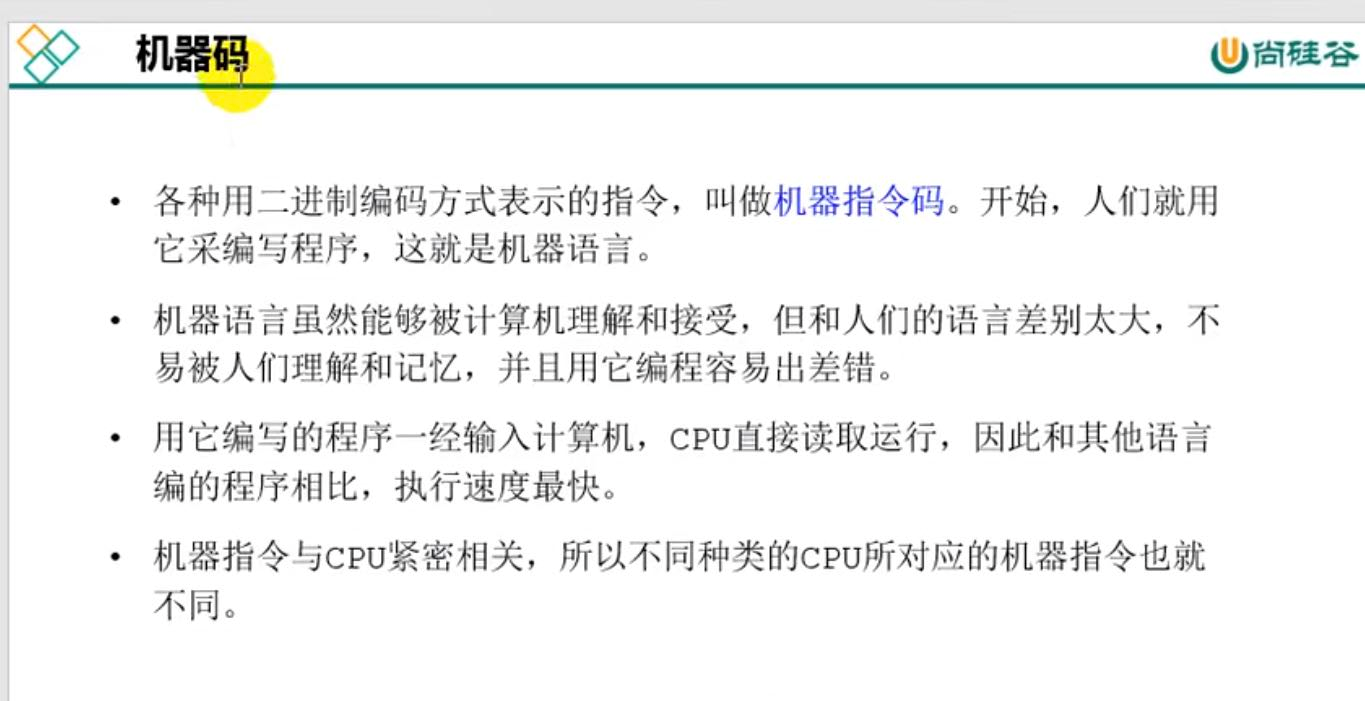 机器码
尚硅谷
• 各种用二进制编码方式表示的指令，叫做机器指令码。开始，人们就用
它采编写程序，这就是机器语言。
• 机器语言虽然能够被计算机理解和接受，但和人们的语言差别太大，不
易被人们理解和记忆，并且用它编程容易出差错。
• 用它编写的程序一经输入计算机，CPU直接读取运行，因此和其他语言
编的程序相比，执行速度最快。
• 机器指令与CPU紧密相关，所以不同种类的CPU所对应的机器指令也就
不同。